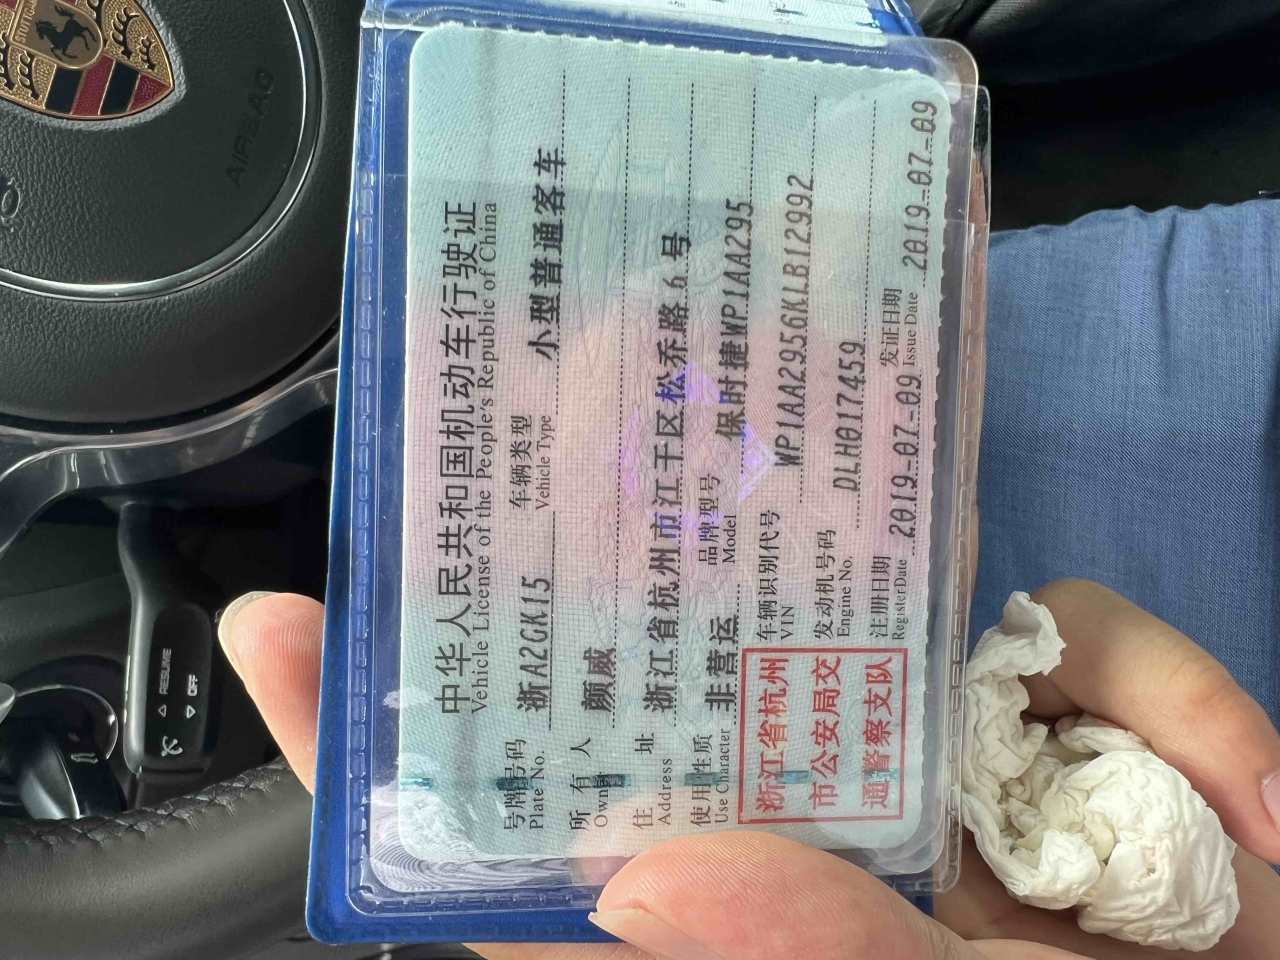 中华人民共和国机动车行驶证
Vehicle License of the People's Republic of China
号牌号码 浙A2GK15 车辆类型 小型普通客车
Plate No. Vehicle Type
所有人 颜威
Owner
住址 浙江省杭州市江干区松乔路6号
Address
使用性质 非营运 品牌型号 保时捷WP1AA295
Use Character Model
浙江省杭州
市公安局交
通警察支队
车辆识别代号 WP1AA2956KLB12992
VIN
发动机号码 DLH017459
Engine No.
注册日期 2019-07-09 发证日期 2019-07-09
Register Date Issue Date
AIRBAG
RESUME
OFF